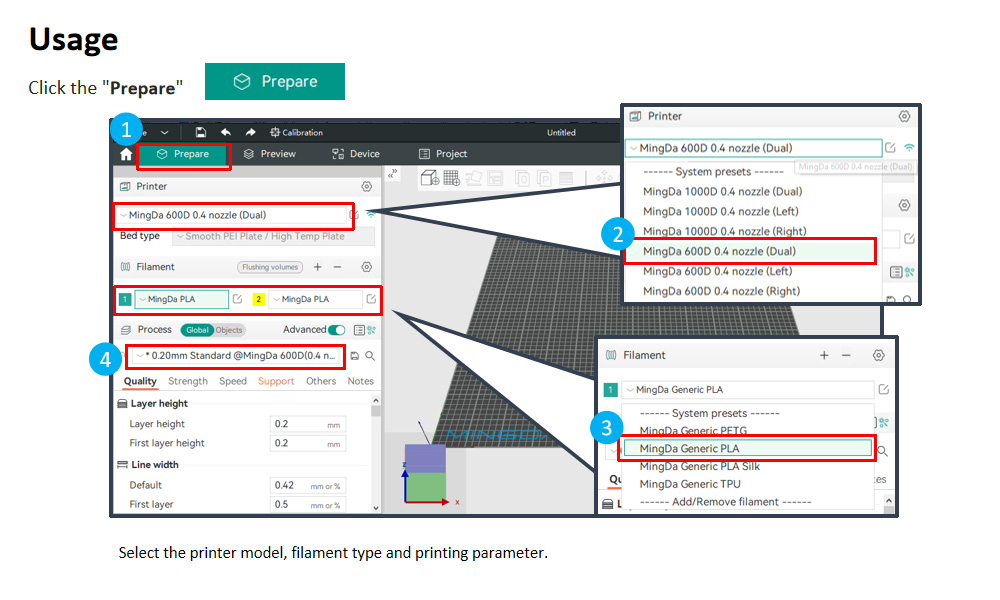 Usage
Click the "Prepare"
Prepare
1
Calibration
Untitled
Prepare
Preview
Device
Project
Printer
MingDa 600D 0.4 nozzle (Dual)
Bed type
Smooth PEI Plate / High Temp Plate
Filament
Flushing volumes
1 MingDa PLA
2 MingDa PLA
Process
Global
Objects
Advanced
4
* 0.20mm Standard @MingDa 600D(0.4 n...
Quality
Strength
Speed
Support
Others
Notes
Layer height
Layer height 0.2 mm
First layer height 0.2 mm
Line width
Default 0.42 mm or %
First layer 0.5 mm or %
z
x
Printer
MingDa 600D 0.4 nozzle (Dual)
MingDa 600D 0.4 nozzle (Dual)
------ System presets ------
MingDa 1000D 0.4 nozzle (Dual)
MingDa 1000D 0.4 nozzle (Left)
MingDa 1000D 0.4 nozzle (Right)
2
MingDa 600D 0.4 nozzle (Dual)
MingDa 600D 0.4 nozzle (Left)
MingDa 600D 0.4 nozzle (Right)
Filament
1 MingDa Generic PLA
------ System presets ------
MingDa Generic PETG
3
MingDa Generic PLA
MingDa Generic PLA Silk
MingDa Generic TPU
------ Add/Remove filament ------
Select the printer model, filament type and printing parameter.